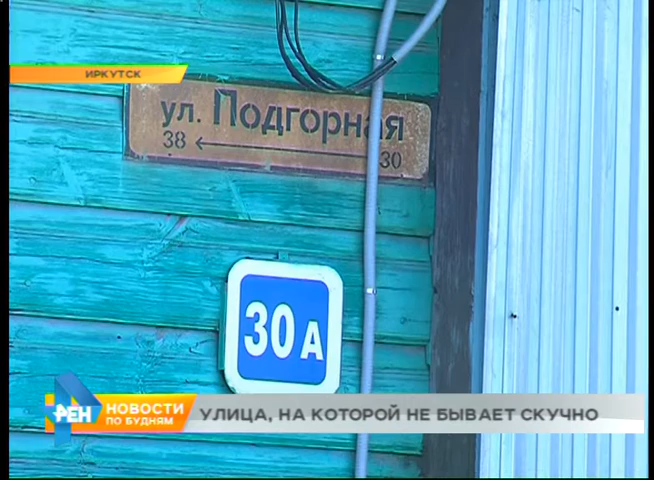 ИРКУТСК
ул. Подгорная
38 ← 30
30 А
РЕН НОВОСТИ ПО БУДНЯМ
УЛИЦА, НА КОТОРОЙ НЕ БЫВАЕТ СКУЧНО